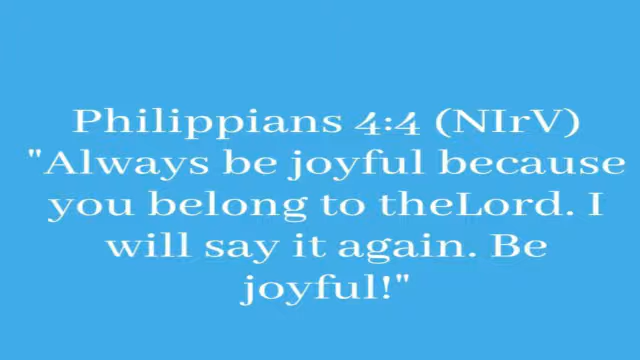 Philippians 4:4 (NIrV)
"Always be joyful because
you belong to theLord. I
will say it again. Be
joyful!"